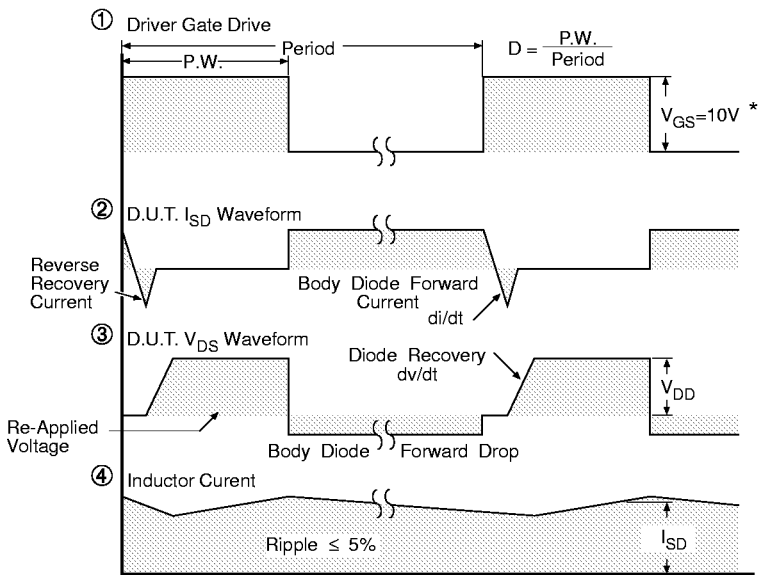 ① Driver Gate Drive
Period
P.W.
D = P.W. / Period
V_GS=10V *
② D.U.T. I_SD Waveform
Reverse
Recovery
Current
Body Diode Forward
Current
di/dt
③ D.U.T. V_DS Waveform
Diode Recovery
dv/dt
V_DD
Re-Applied
Voltage
Body Diode Forward Drop
④ Inductor Curent
Ripple ≤ 5%
I_SD